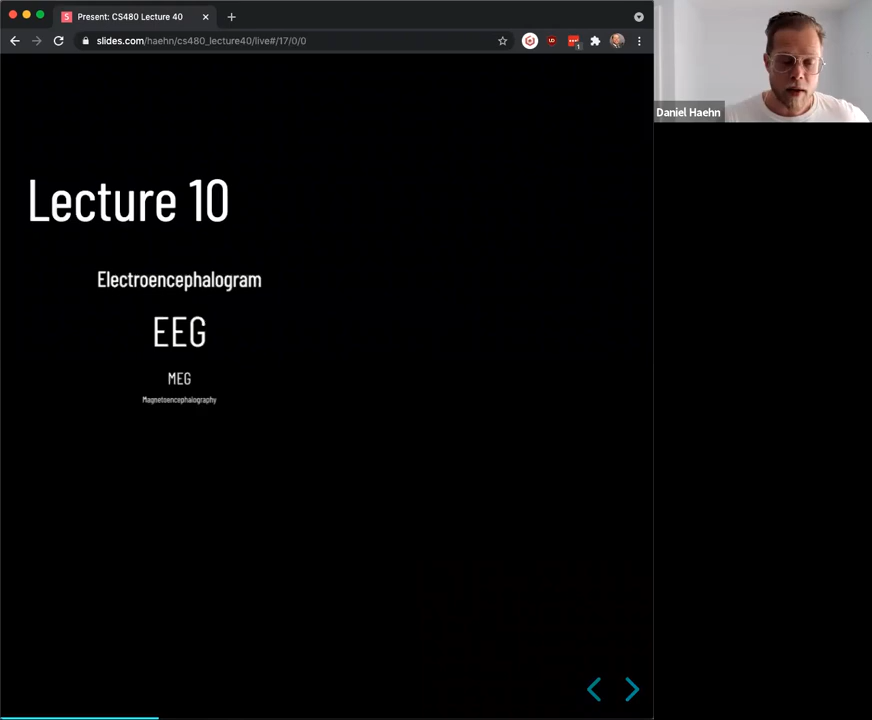 Present: CS480 Lecture 40
slides.com/haehn/cs480_lecture40/live#/17/0/0
Daniel Haehn
Lecture 10
Electroencephalogram
EEG
MEG
Magnetoencephalography